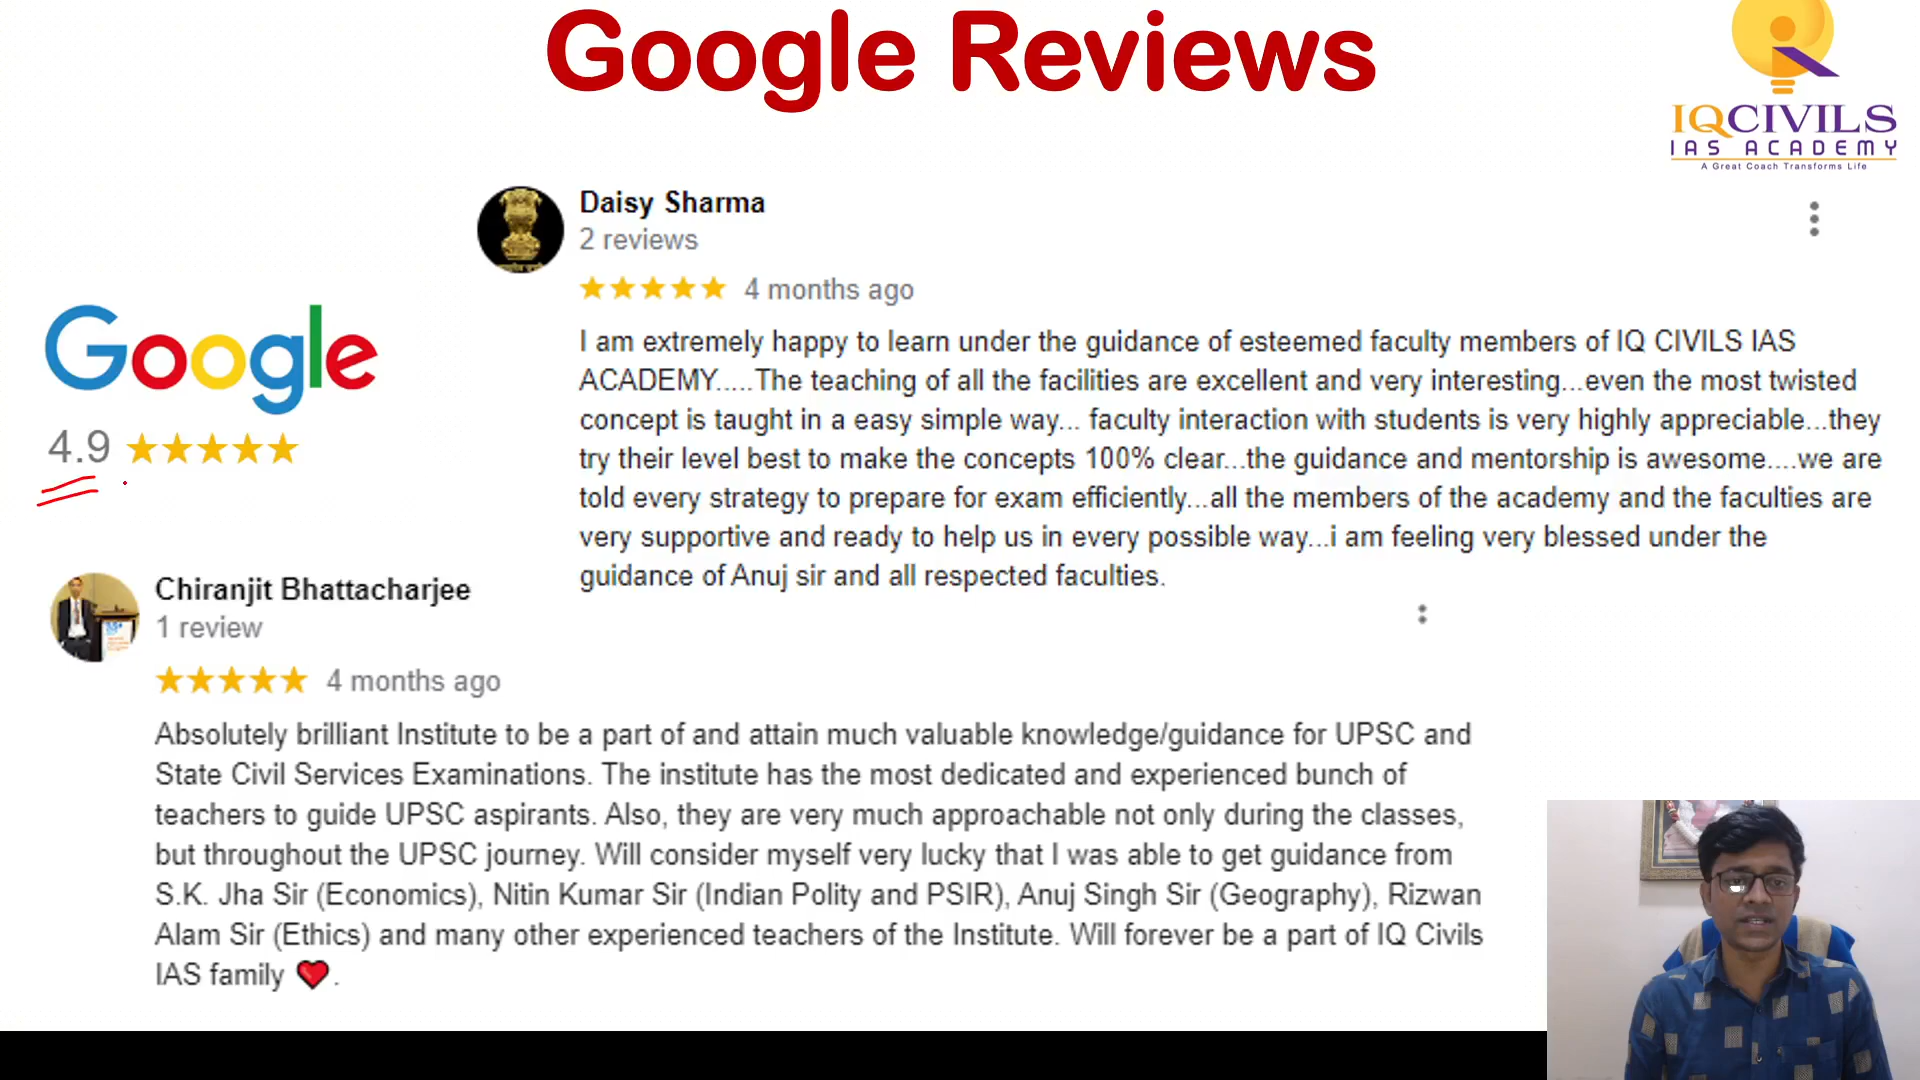 Google Reviews
IQCIVILS
IAS ACADEMY
A Great Coach Transforms Life
Daisy Sharma
2 reviews
4 months ago
I am extremely happy to learn under the guidance of esteemed faculty members of IQ CIVILS IAS
ACADEMY.....The teaching of all the facilities are excellent and very interesting...even the most twisted
concept is taught in a easy simple way... faculty interaction with students is very highly appreciable...they
try their level best to make the concepts 100% clear...the guidance and mentorship is awesome....we are
told every strategy to prepare for exam efficiently...all the members of the academy and the faculties are
very supportive and ready to help us in every possible way...i am feeling very blessed under the
guidance of Anuj sir and all respected faculties.
Google
4.9
Chiranjit Bhattacharjee
1 review
4 months ago
Absolutely brilliant Institute to be a part of and attain much valuable knowledge/guidance for UPSC and
State Civil Services Examinations. The institute has the most dedicated and experienced bunch of
teachers to guide UPSC aspirants. Also, they are very much approachable not only during the classes,
but throughout the UPSC journey. Will consider myself very lucky that I was able to get guidance from
S.K. Jha Sir (Economics), Nitin Kumar Sir (Indian Polity and PSIR), Anuj Singh Sir (Geography), Rizwan
Alam Sir (Ethics) and many other experienced teachers of the Institute. Will forever be a part of IQ Civils
IAS family ❤️.